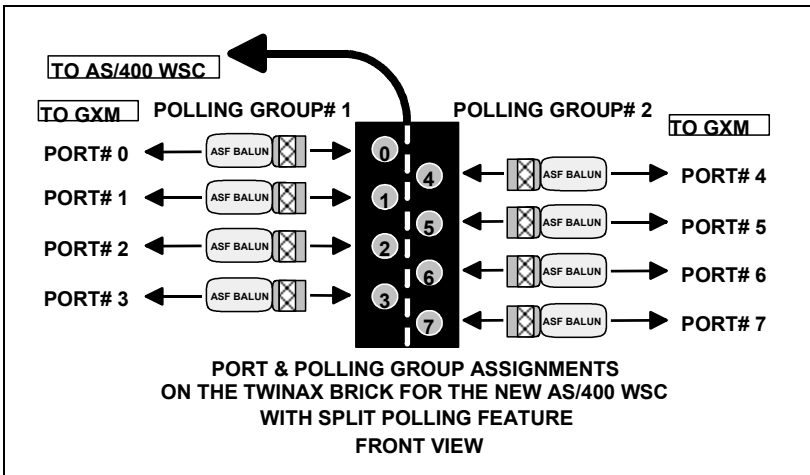 TO AS/400 WSC
TO GXM
POLLING GROUP# 1
POLLING GROUP# 2
TO GXM
PORT# 0
ASF BALUN
0
4
ASF BALUN
PORT# 4
PORT# 1
ASF BALUN
1
5
ASF BALUN
PORT# 5
PORT# 2
ASF BALUN
2
6
ASF BALUN
PORT# 6
PORT# 3
ASF BALUN
3
7
ASF BALUN
PORT# 7
PORT & POLLING GROUP ASSIGNMENTS
ON THE TWINAX BRICK FOR THE NEW AS/400 WSC
WITH SPLIT POLLING FEATURE
FRONT VIEW